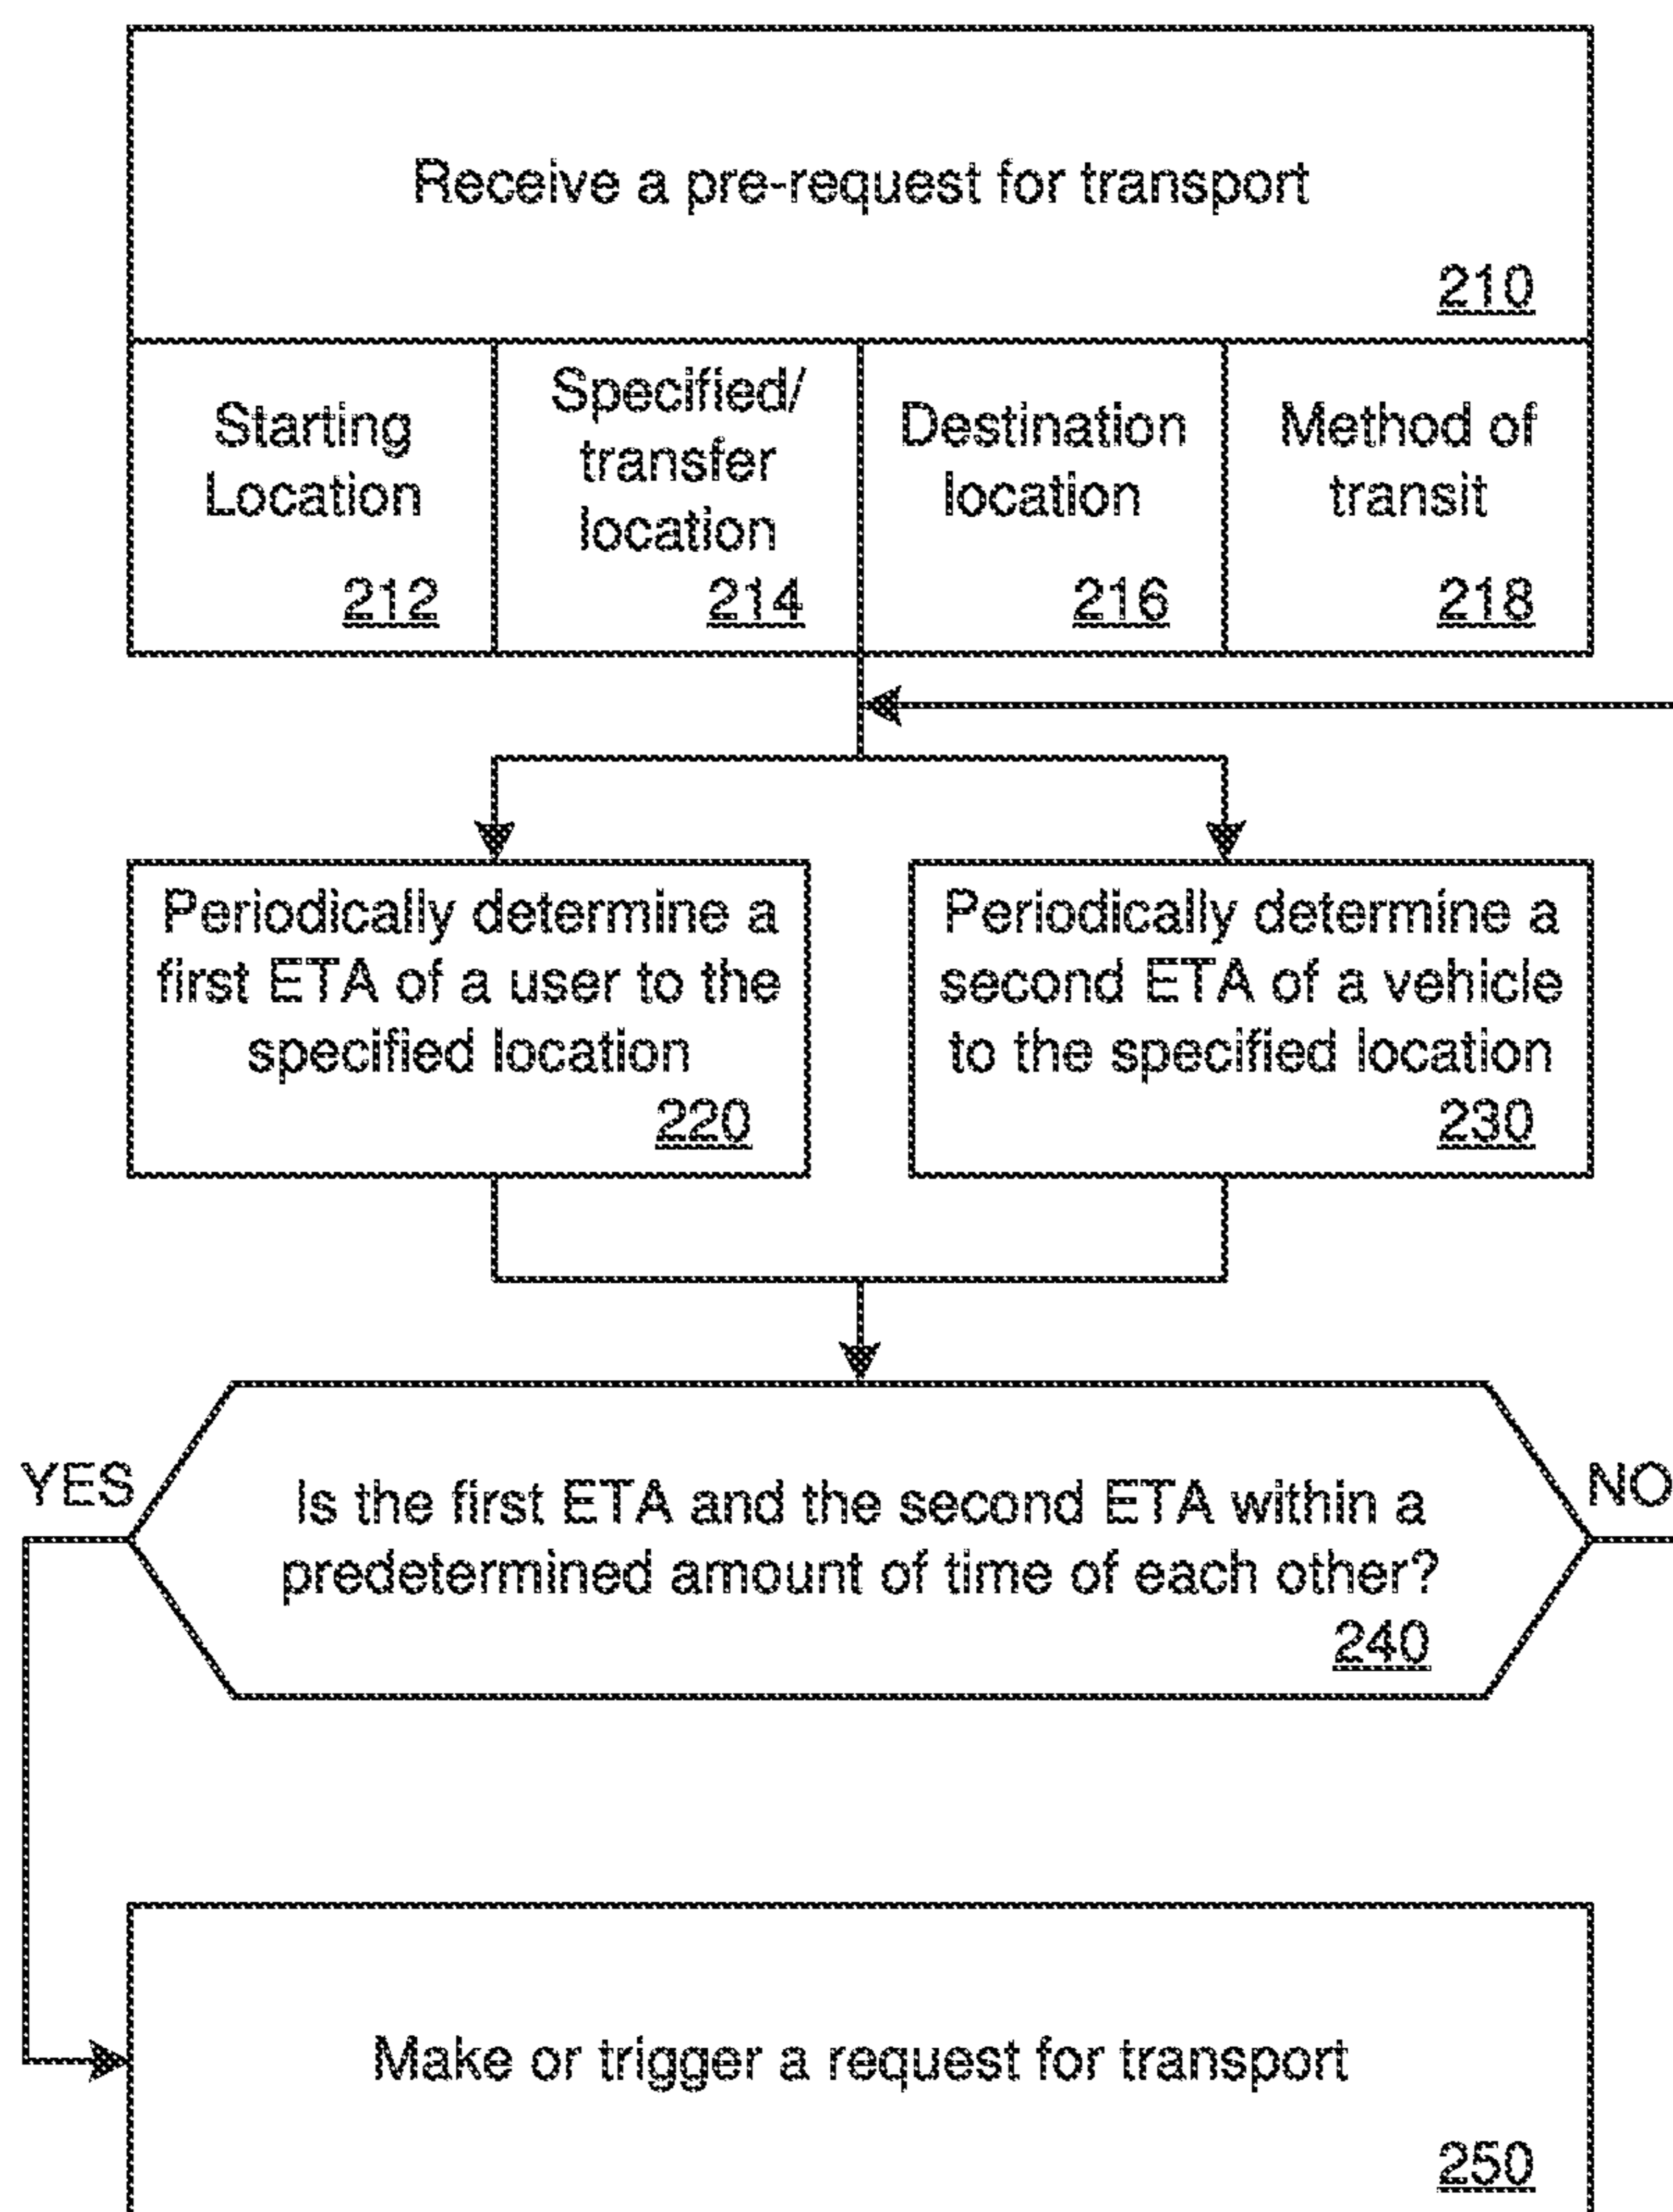 Receive a pre-request for transport
210
Starting
Location
212
Specified/
transfer
location
214
Destination
location
216
Method of
transit
218
Periodically determine a
first ETA of a user to the
specified location
220
Periodically determine a
second ETA of a vehicle
to the specified location
230
YES
Is the first ETA and the second ETA within a
predetermined amount of time of each other?
240
NO
Make or trigger a request for transport
250